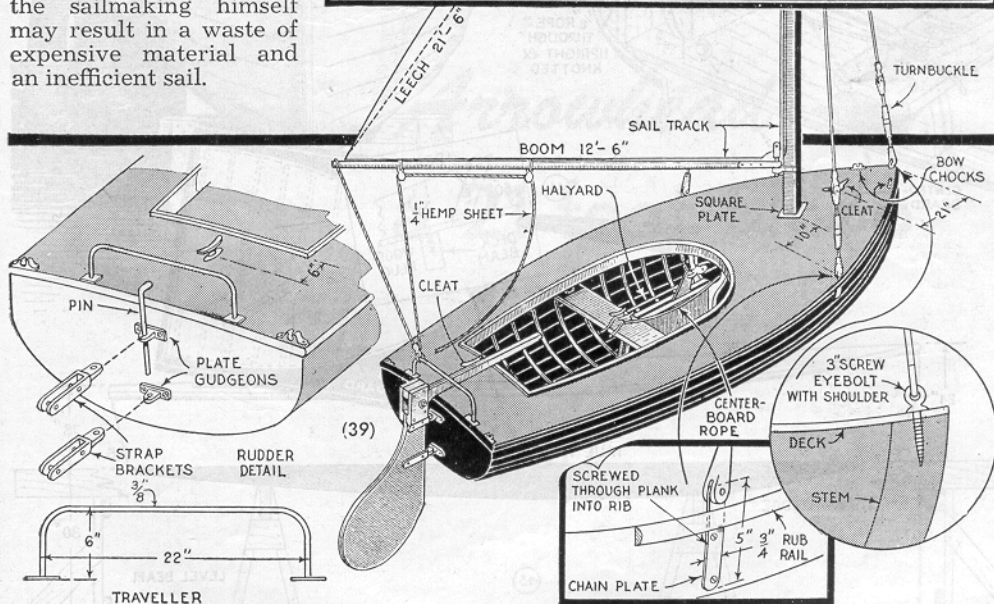 the sailmaking himself
may result in a waste of
expensive material and
an inefficient sail.
LEECH 21'-6"
TURNBUCKLE
SAIL TRACK
BOOM 12'-6"
HALYARD
1/4" HEMP SHEET
SQUARE
PLATE
10"
CLEAT
BOW
CHOCKS
21"
6"
CLEAT
PIN
PLATE
GUDGEONS
STRAP
BRACKETS
RUDDER
DETAIL
(39)
CENTER-
BOARD
ROPE
3" SCREW
EYEBOLT
WITH SHOULDER
DECK
STEM
SCREWED
THROUGH PLANK
INTO RIB
5"
3/4"
RUB
RAIL
CHAIN PLATE
3/8"
6"
22"
TRAVELLER